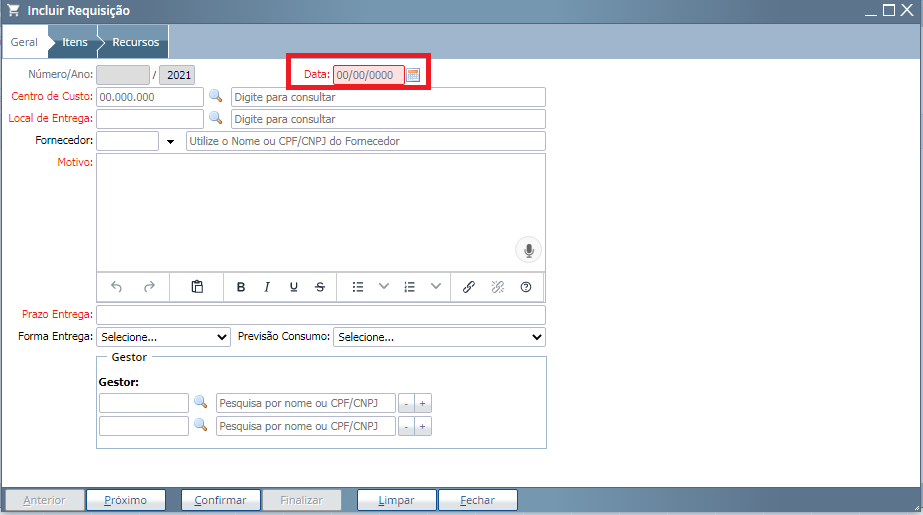 Incluir Requisição
Geral Itens Recursos
Número/Ano: / 2021 Data: 00/00/0000
Centro de Custo: 00.000.000 Digite para consultar
Local de Entrega: Digite para consultar
Fornecedor: Utilize o Nome ou CPF/CNPJ do Fornecedor
Motivo:
B I U S
Prazo Entrega:
Forma Entrega: Selecione... Previsão Consumo: Selecione...
Gestor
Gestor:
Pesquisa por nome ou CPF/CNPJ - +
Pesquisa por nome ou CPF/CNPJ - +
Anterior Próximo Confirmar Finalizar Limpar Fechar